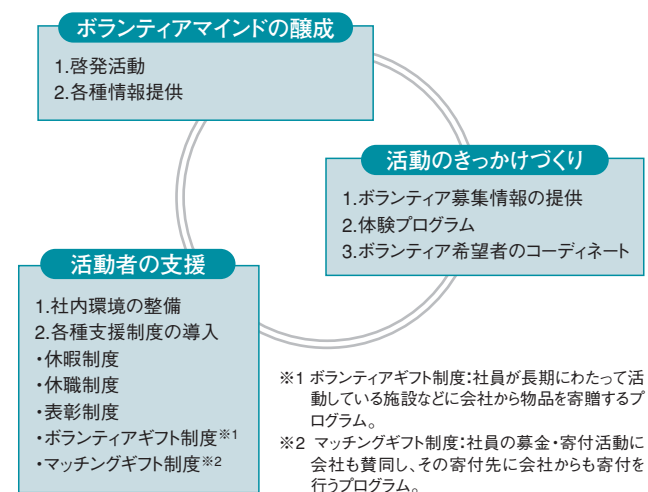 ボランティアマインドの醸成
1.啓発活動
2.各種情報提供
活動のきっかけづくり
1.ボランティア募集情報の提供
2.体験プログラム
3.ボランティア希望者のコーディネート
活動者の支援
1.社内環境の整備
2.各種支援制度の導入
・休暇制度
・休職制度
・表彰制度
・ボランティアギフト制度※1
・マッチングギフト制度※2
※1 ボランティアギフト制度：社員が長期にわたって活
動している施設などに会社から物品を寄贈するプ
ログラム。
※2 マッチングギフト制度：社員の募金・寄付活動に
会社も賛同し、その寄付先に会社からも寄付を
行うプログラム。